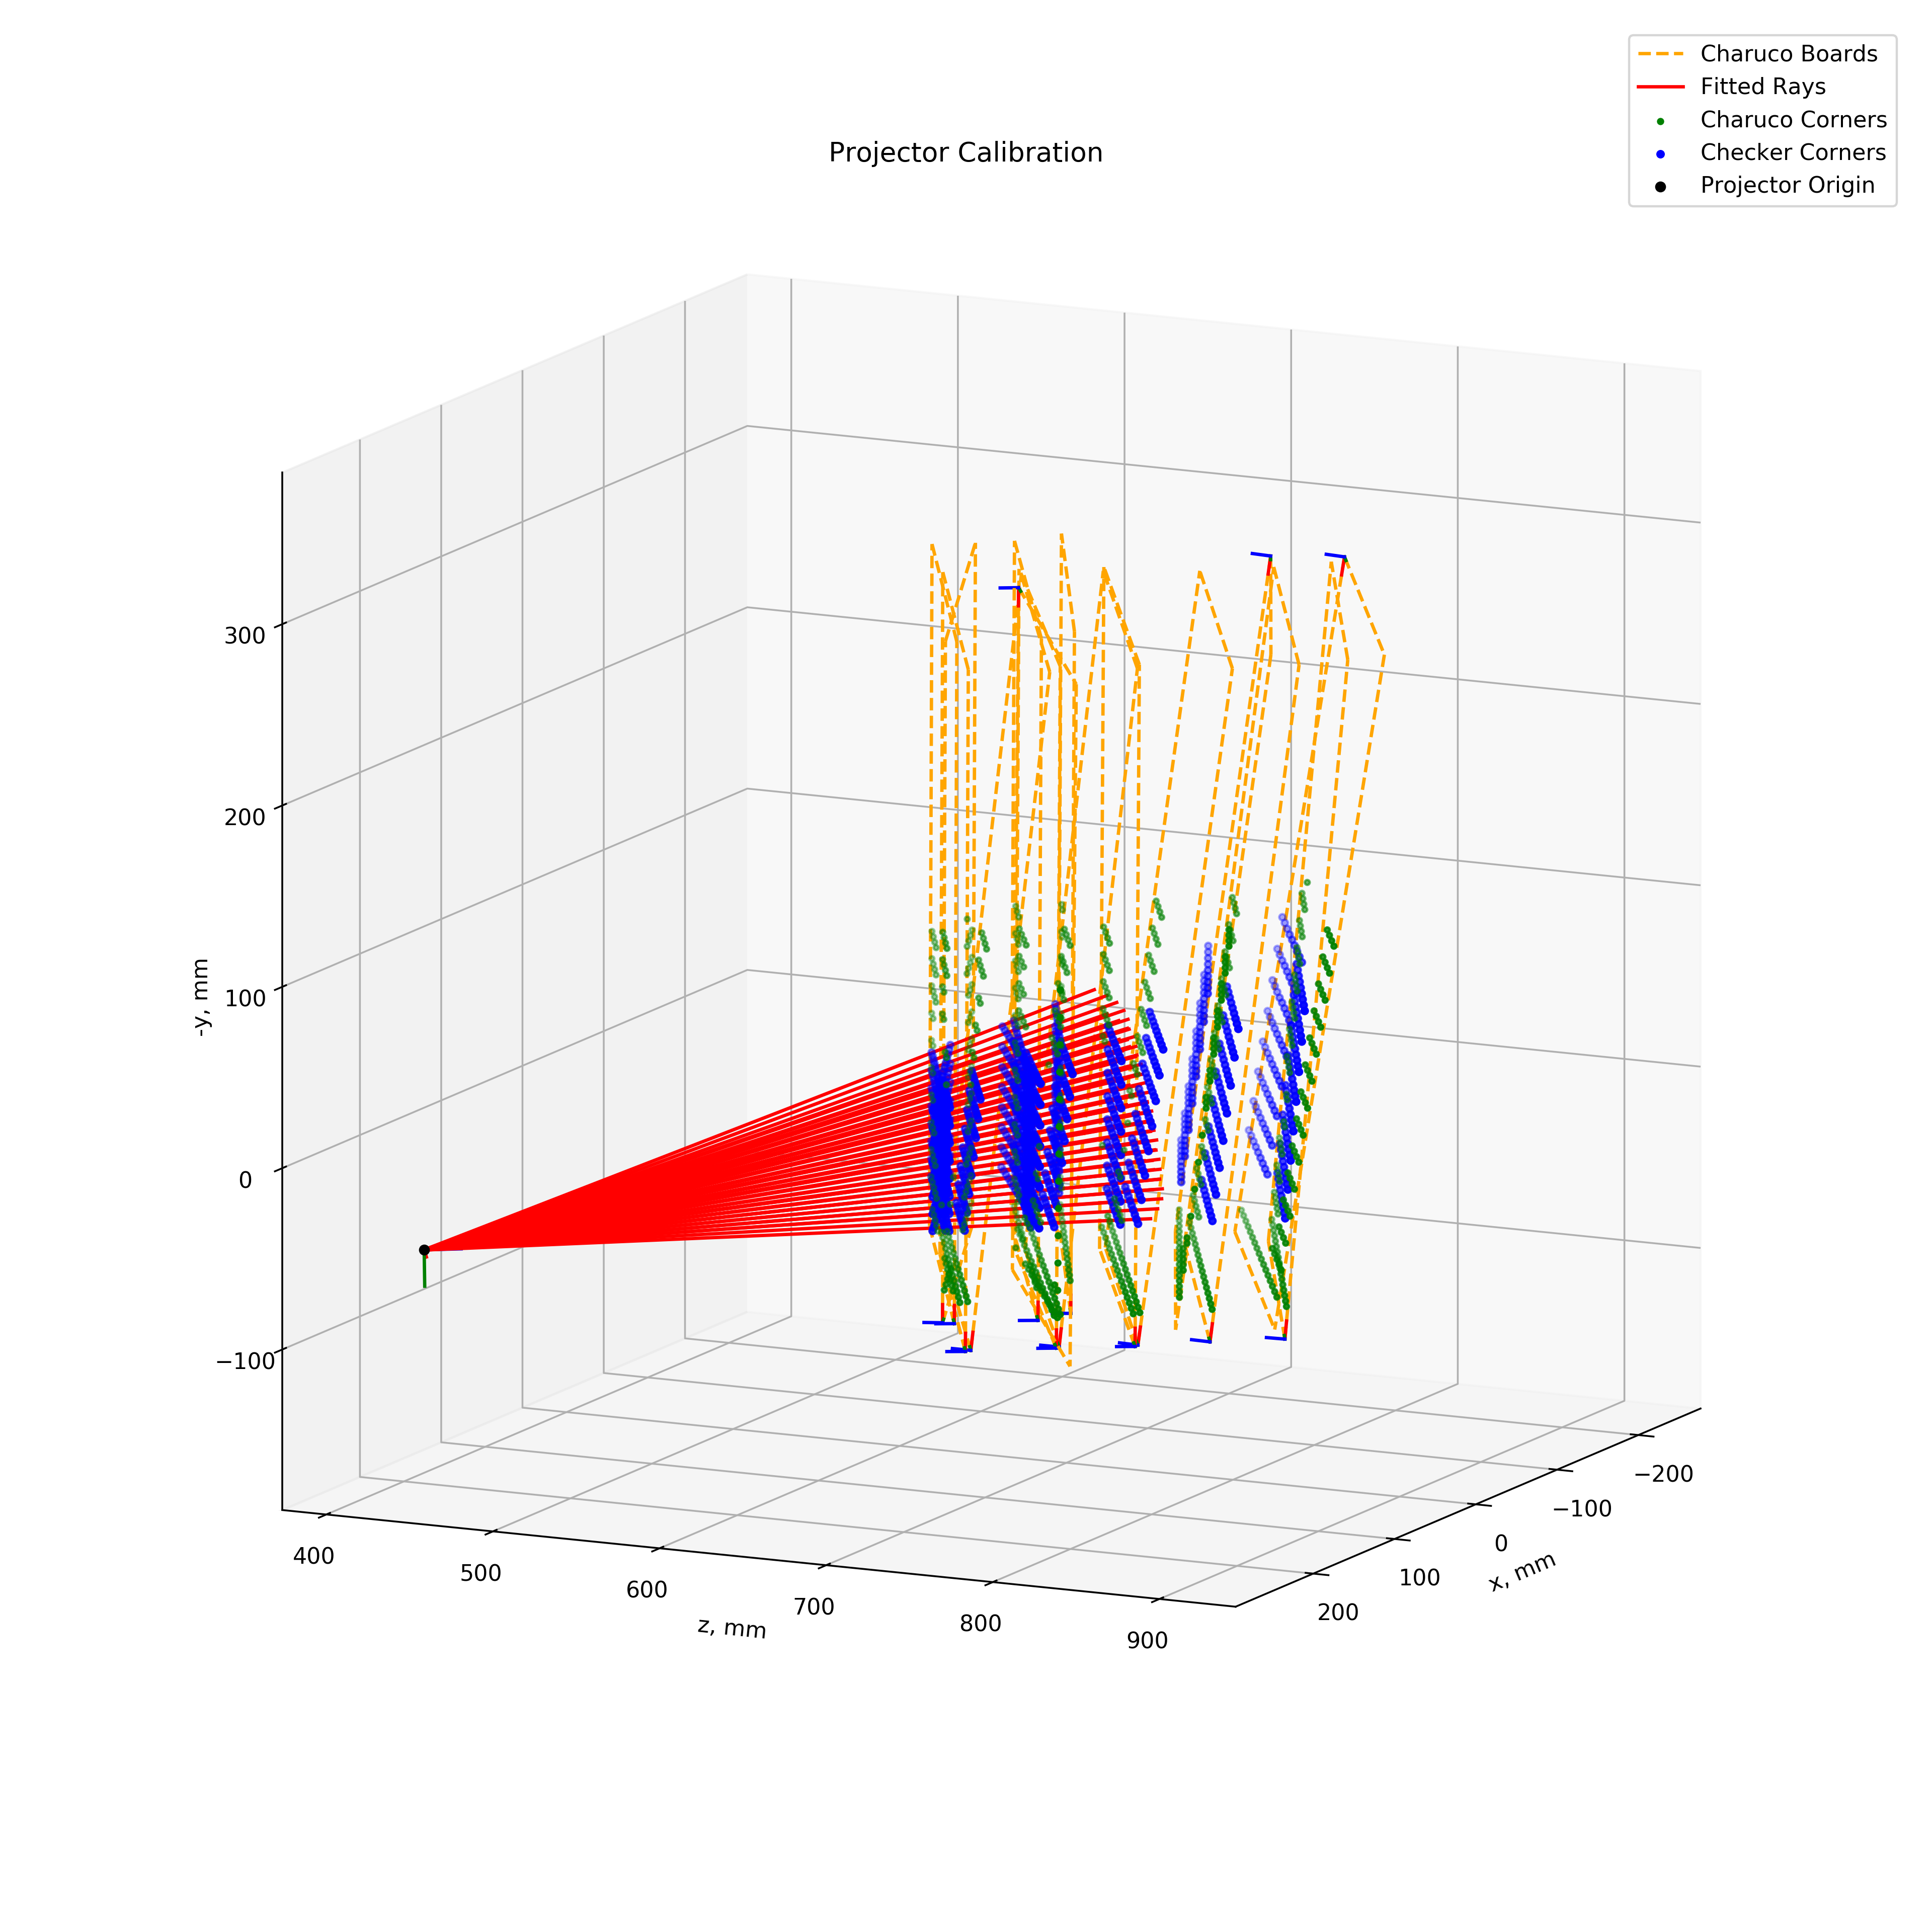 Charuco Boards
Fitted Rays
Charuco Corners
Checker Corners
Projector Origin
Projector Calibration
300
200
100
0
−100
-y, mm
400
500
600
700
800
900
z, mm
−200
−100
0
100
200
x, mm